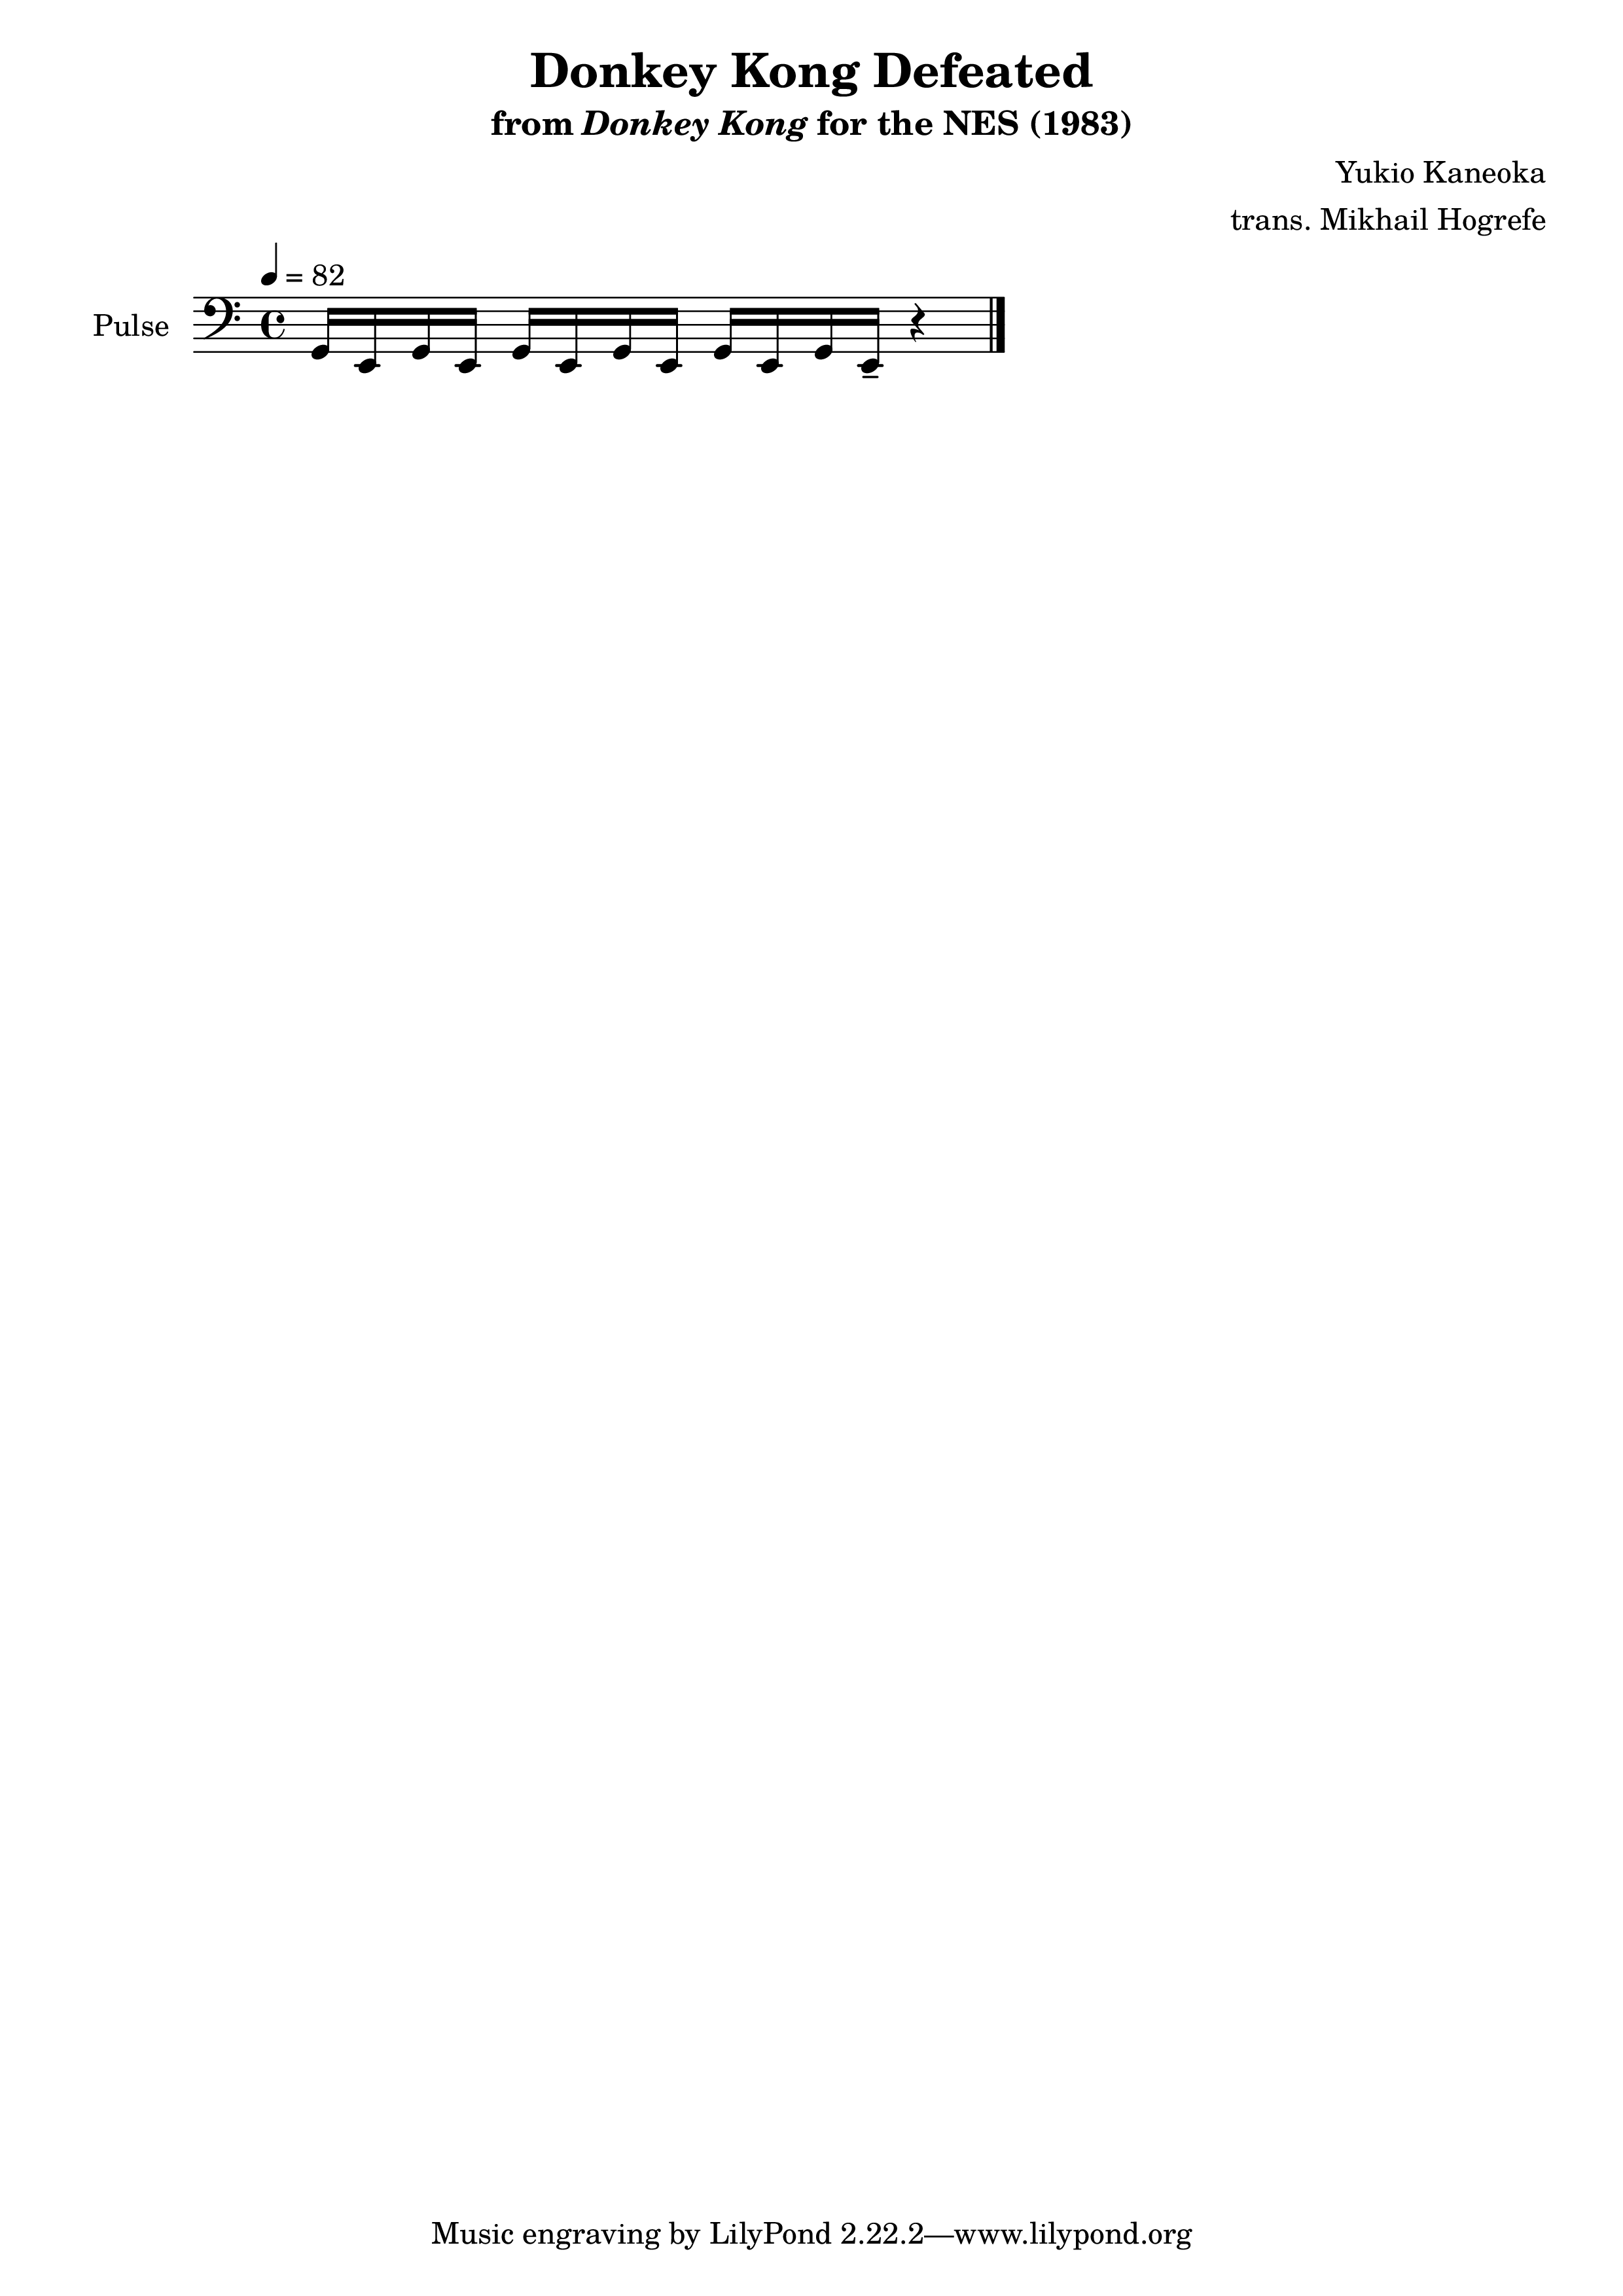 Donkey Kong Defeated
from Donkey Kong for the NES (1983)
Yukio Kaneoka
trans. Mikhail Hogrefe
= 82
Pulse
Music engraving by LilyPond 2.22.2—www.lilypond.org